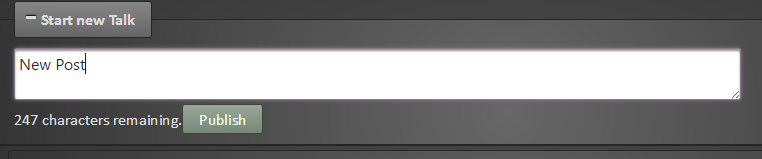 Start new Talk
New Post
247 characters remaining. Publish